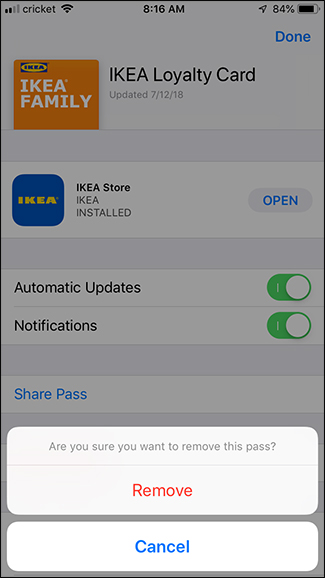 cricket 8:16 AM 84%
Done
IKEA
IKEA
FAMILY
IKEA Loyalty Card
Updated 7/12/18
IKEA
IKEA Store
IKEA
INSTALLED
OPEN
Automatic Updates
Notifications
Share Pass
Are you sure you want to remove this pass?
Remove
Cancel